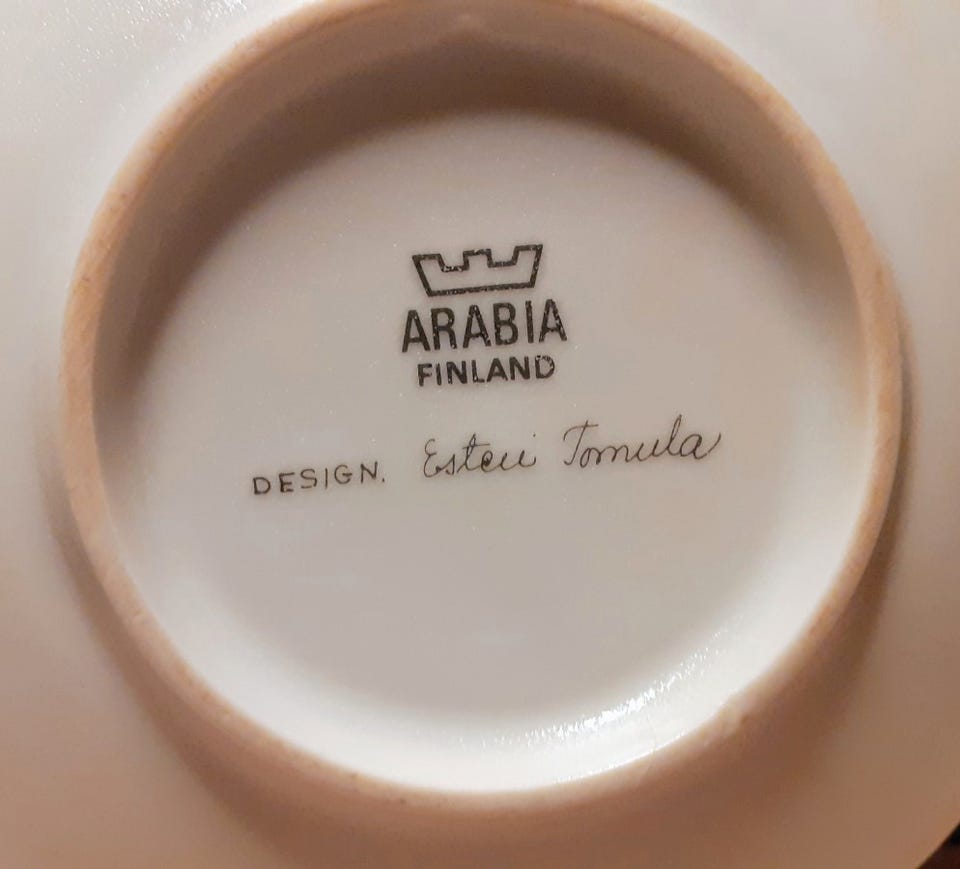 ARABIA
FINLAND
DESIGN. Esteri Tomula